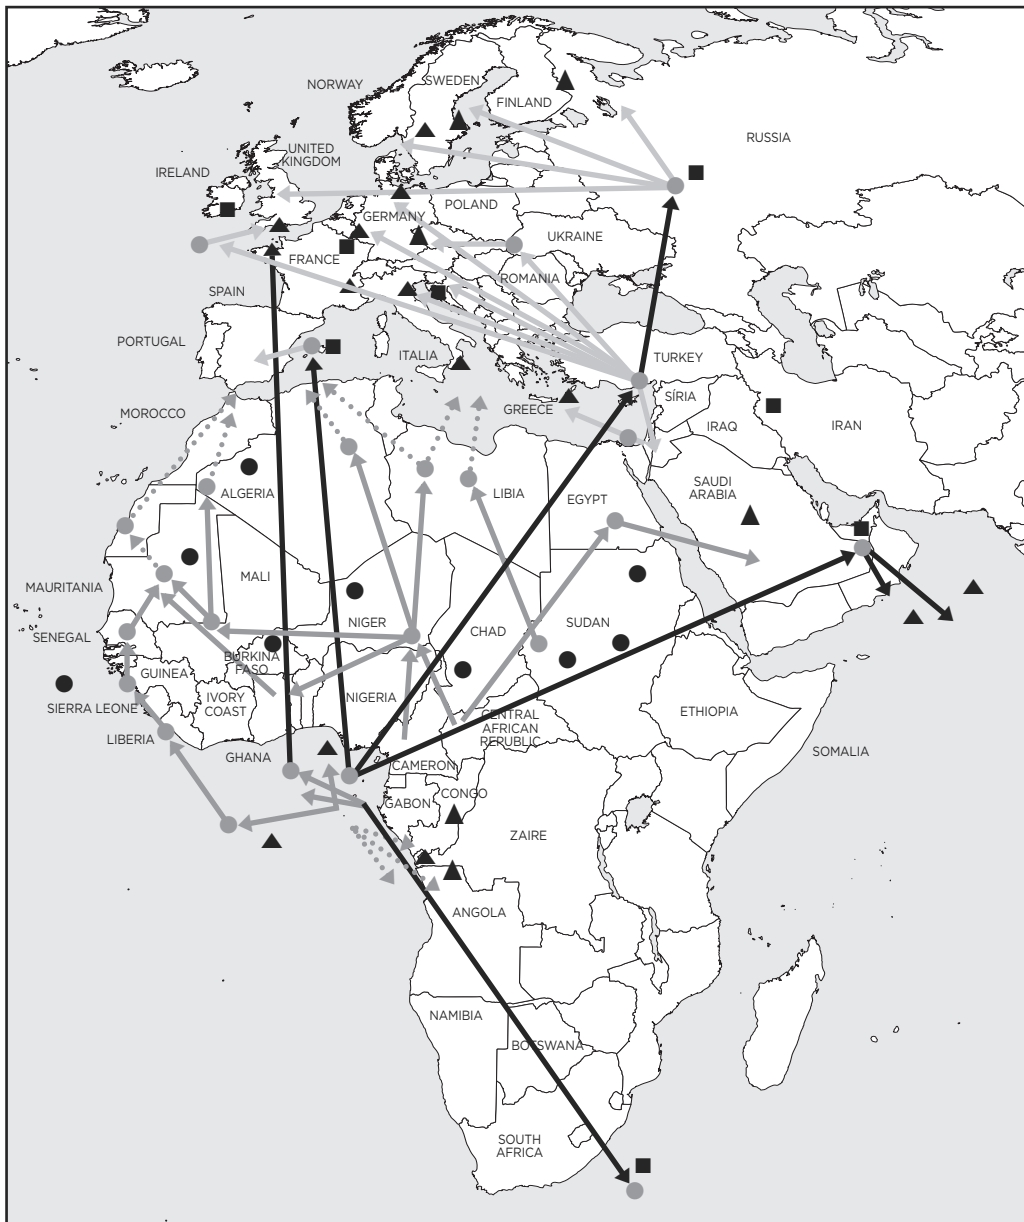 NORWAY
SWEDEN
FINLAND
RUSSIA
UNITED
KINGDOM
IRELAND
POLAND
GERMANY
UKRAINE
FRANCE
ROMANIA
SPAIN
PORTUGAL
ITALIA
TURKEY
GREECE
SÍRIA
MOROCCO
IRAQ
IRAN
ALGERIA
LIBIA
EGYPT
SAUDI
ARABIA
MAURITANIA
MALI
NIGER
CHAD
SUDAN
SENEGAL
BURKINA
FASO
GUINEA
IVORY
COAST
NIGERIA
SIERRA LEONE
CENTRAL
AFRICAN
REPUBLIC
ETHIOPIA
LIBERIA
GHANA
CAMERON
SOMALIA
GABON
CONGO
ZAIRE
ANGOLA
NAMIBIA
BOTSWANA
SOUTH
AFRICA